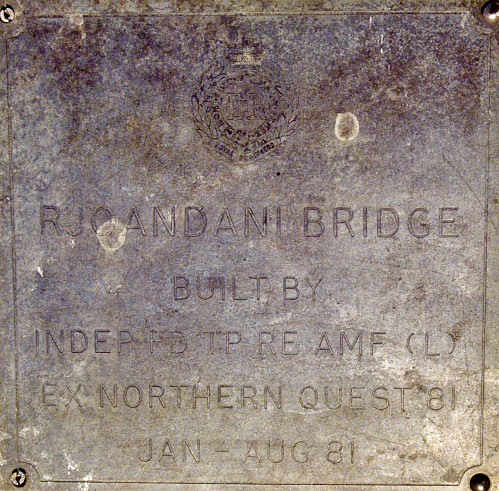 RJOANDANI BRIDGE
BUILT BY
INDEP FD TP RE AMF (L)
EX NORTHERN QUEST 81
JAN - AUG 81